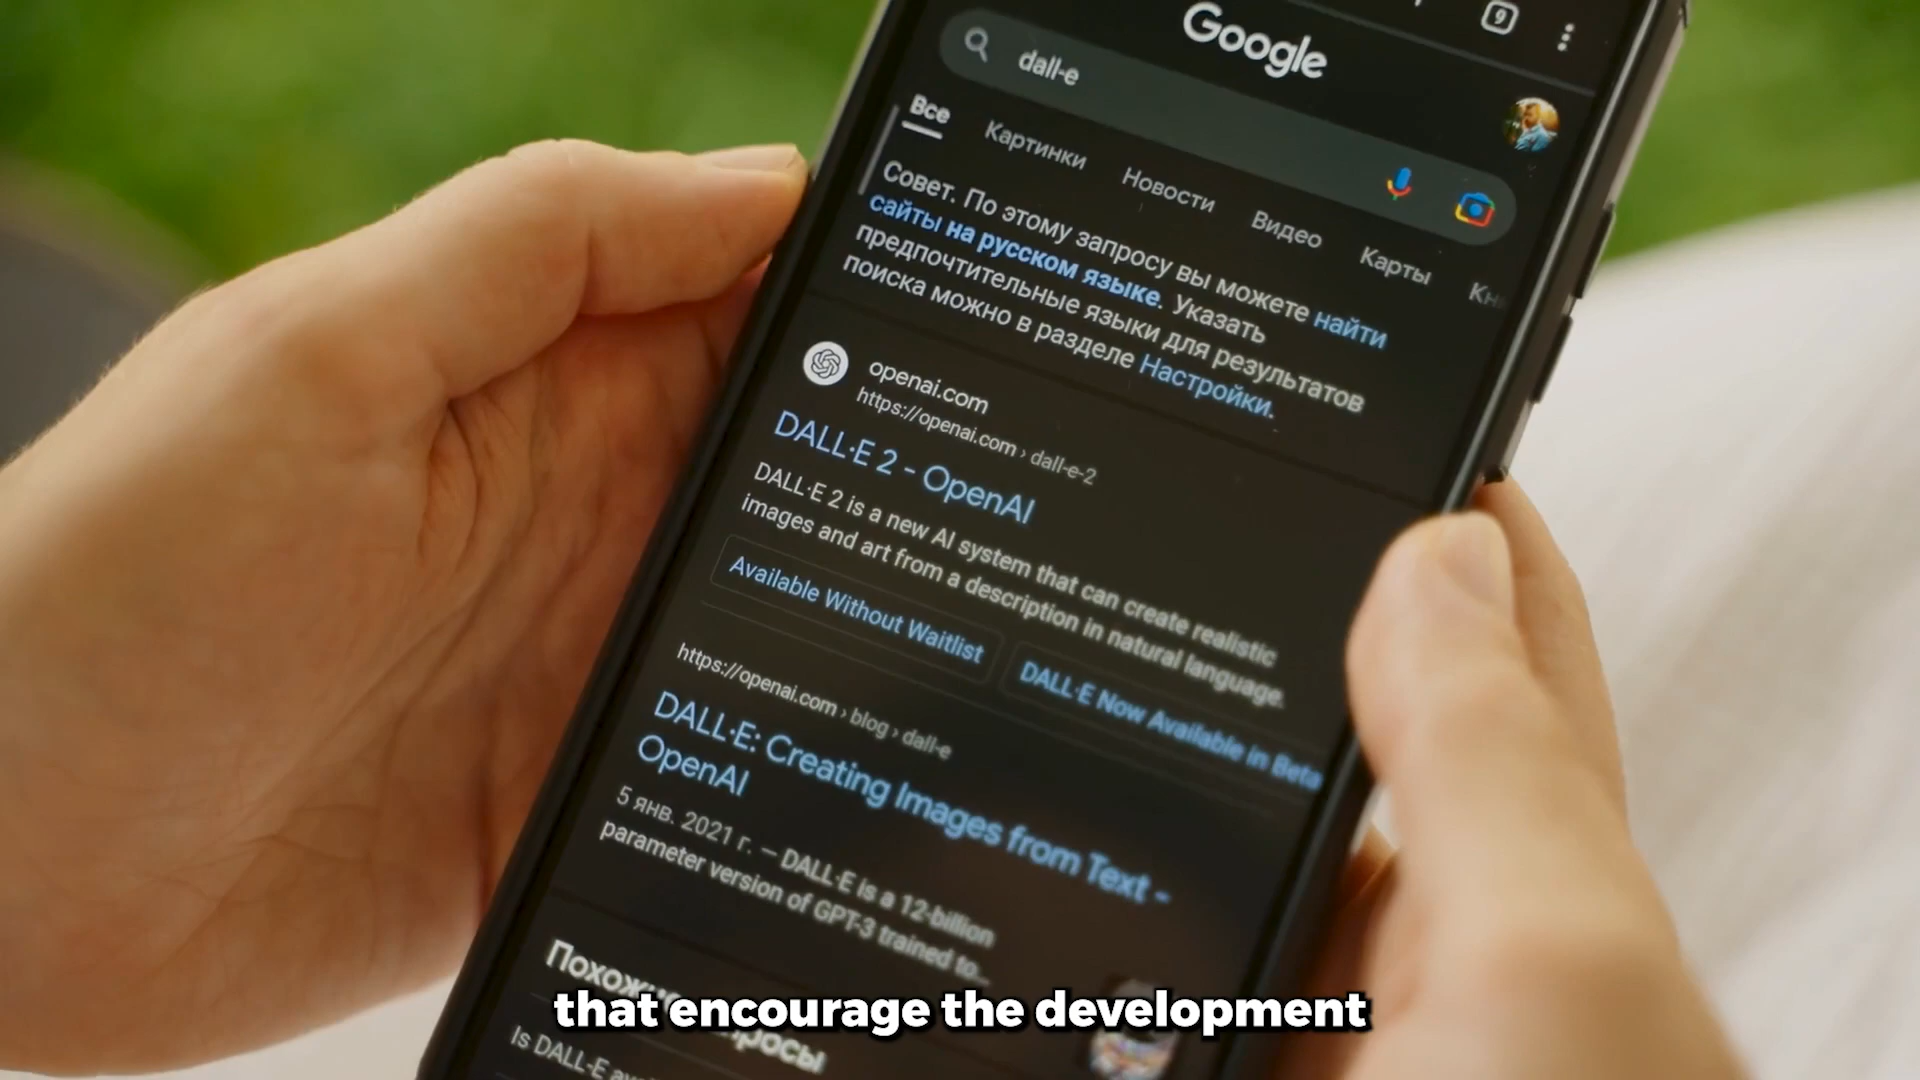 9
Google
dall-e
Все Картинки Новости Видео Карты
Совет. По этому запросу вы можете найти
сайты на русском языке. Указать
предпочтительные языки для результатов
поиска можно в разделе Настройки.
openai.com
https://openai.com › dall-e-2
DALL·E 2 - OpenAI
DALL·E 2 is a new AI system that can create realistic
images and art from a description in natural language.
Available Without Waitlist
DALL·E Now Available in Beta
https://openai.com › blog › dall-e
DALL·E: Creating Images from Text -
OpenAI
5 янв. 2021 г. — DALL·E is a 12-billion
parameter version of GPT-3 trained to...
that encourage the development
Is DALL-E